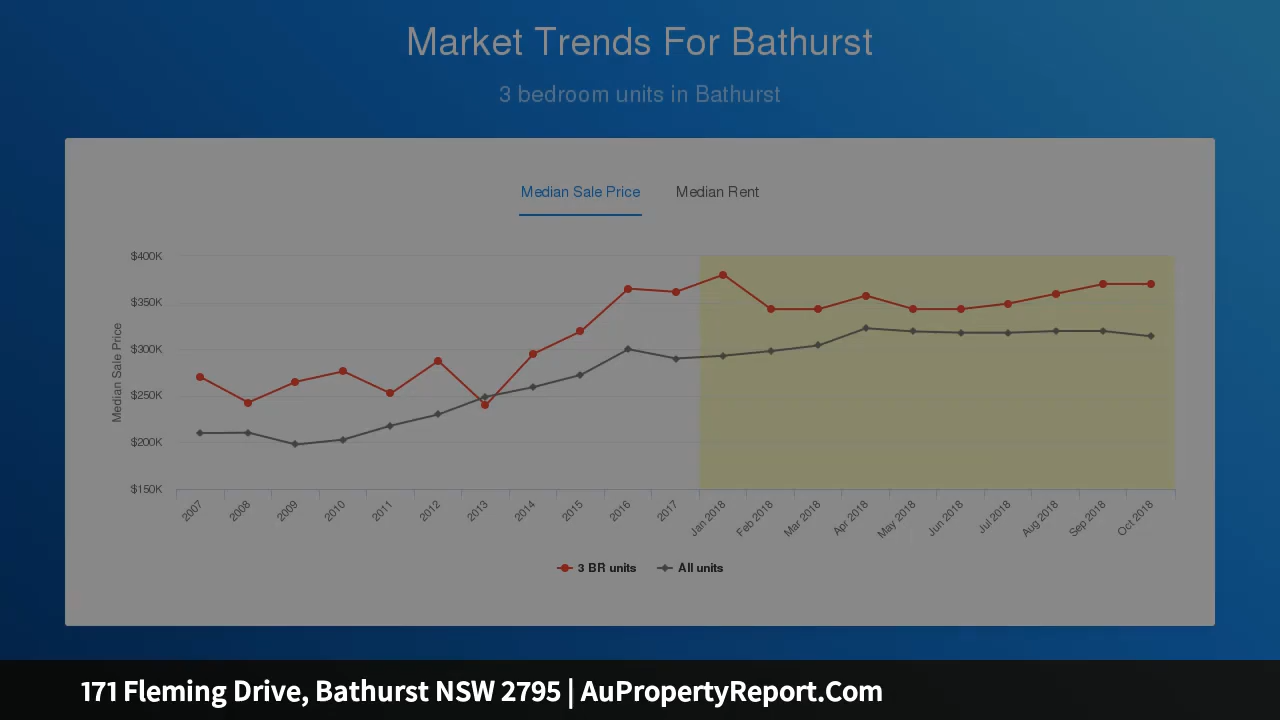 Market Trends For Bathurst
3 bedroom units in Bathurst
Median Sale Price Median Rent
$400K
$350K
$300K
$250K
$200K
$150K
Median Sale Price
2007 2008 2009 2010 2011 2012 2013 2014 2015 2016 2017 Jan 2018 Feb 2018 Mar 2018 Apr 2018 May 2018 Jun 2018 Jul 2018 Aug 2018 Sep 2018 Oct 2018
3 BR units All units
171 Fleming Drive, Bathurst NSW 2795 | AuPropertyReport.Com